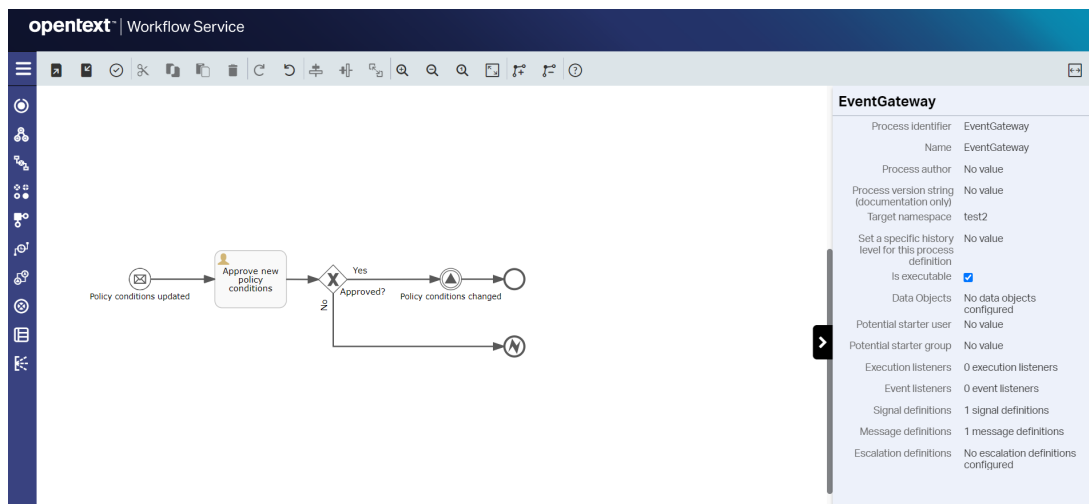 opentext™ | Workflow Service
EventGateway
Process identifier EventGateway
Name EventGateway
Process author No value
Process version string No value
(documentation only)
Target namespace test2
Set a specific history No value
level for this process
definition
Is executable
Data Objects No data objects
configured
Potential starter user No value
Potential starter group No value
Execution listeners 0 execution listeners
Event listeners 0 event listeners
Signal definitions 1 signal definitions
Message definitions 1 message definitions
Escalation definitions No escalation definitions
configured
Policy conditions updated
Approve new
policy
conditions
X
Yes
Approved?
No
Policy conditions changed